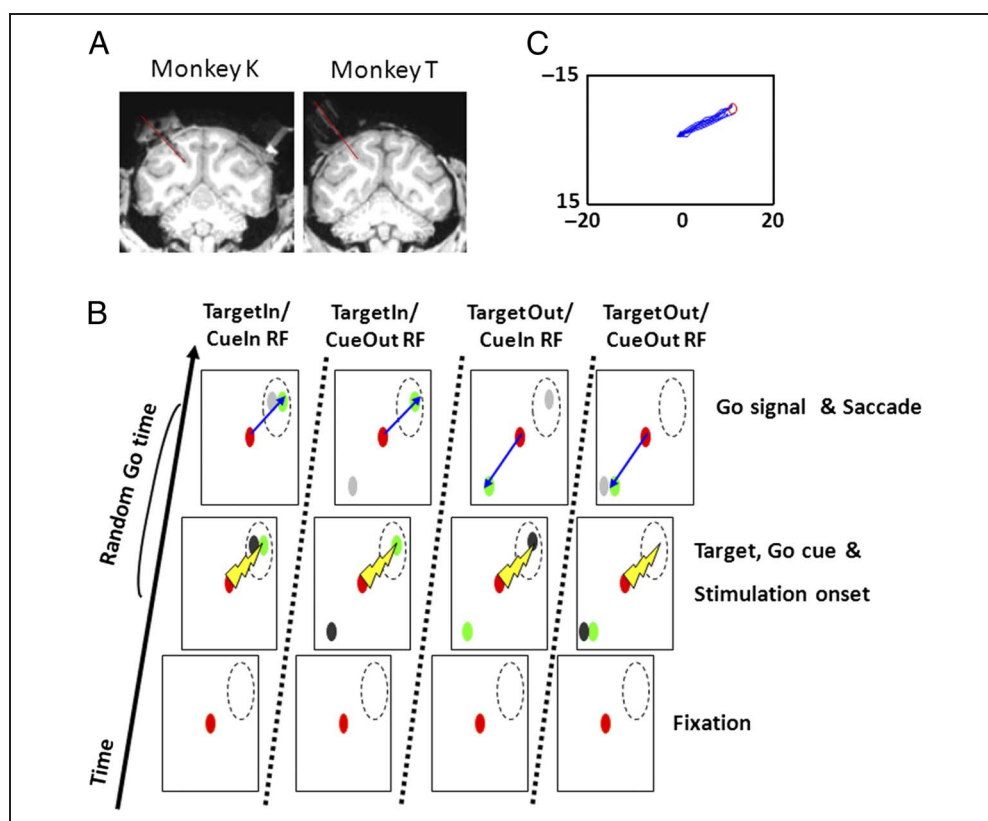 A
Monkey K
Monkey T
C
−15
15
−20
0
20
B
TargetIn/
CueIn RF
TargetIn/
CueOut RF
TargetOut/
CueIn RF
TargetOut/
CueOut RF
Random Go time
Time
Go signal & Saccade
Target, Go cue &
Stimulation onset
Fixation